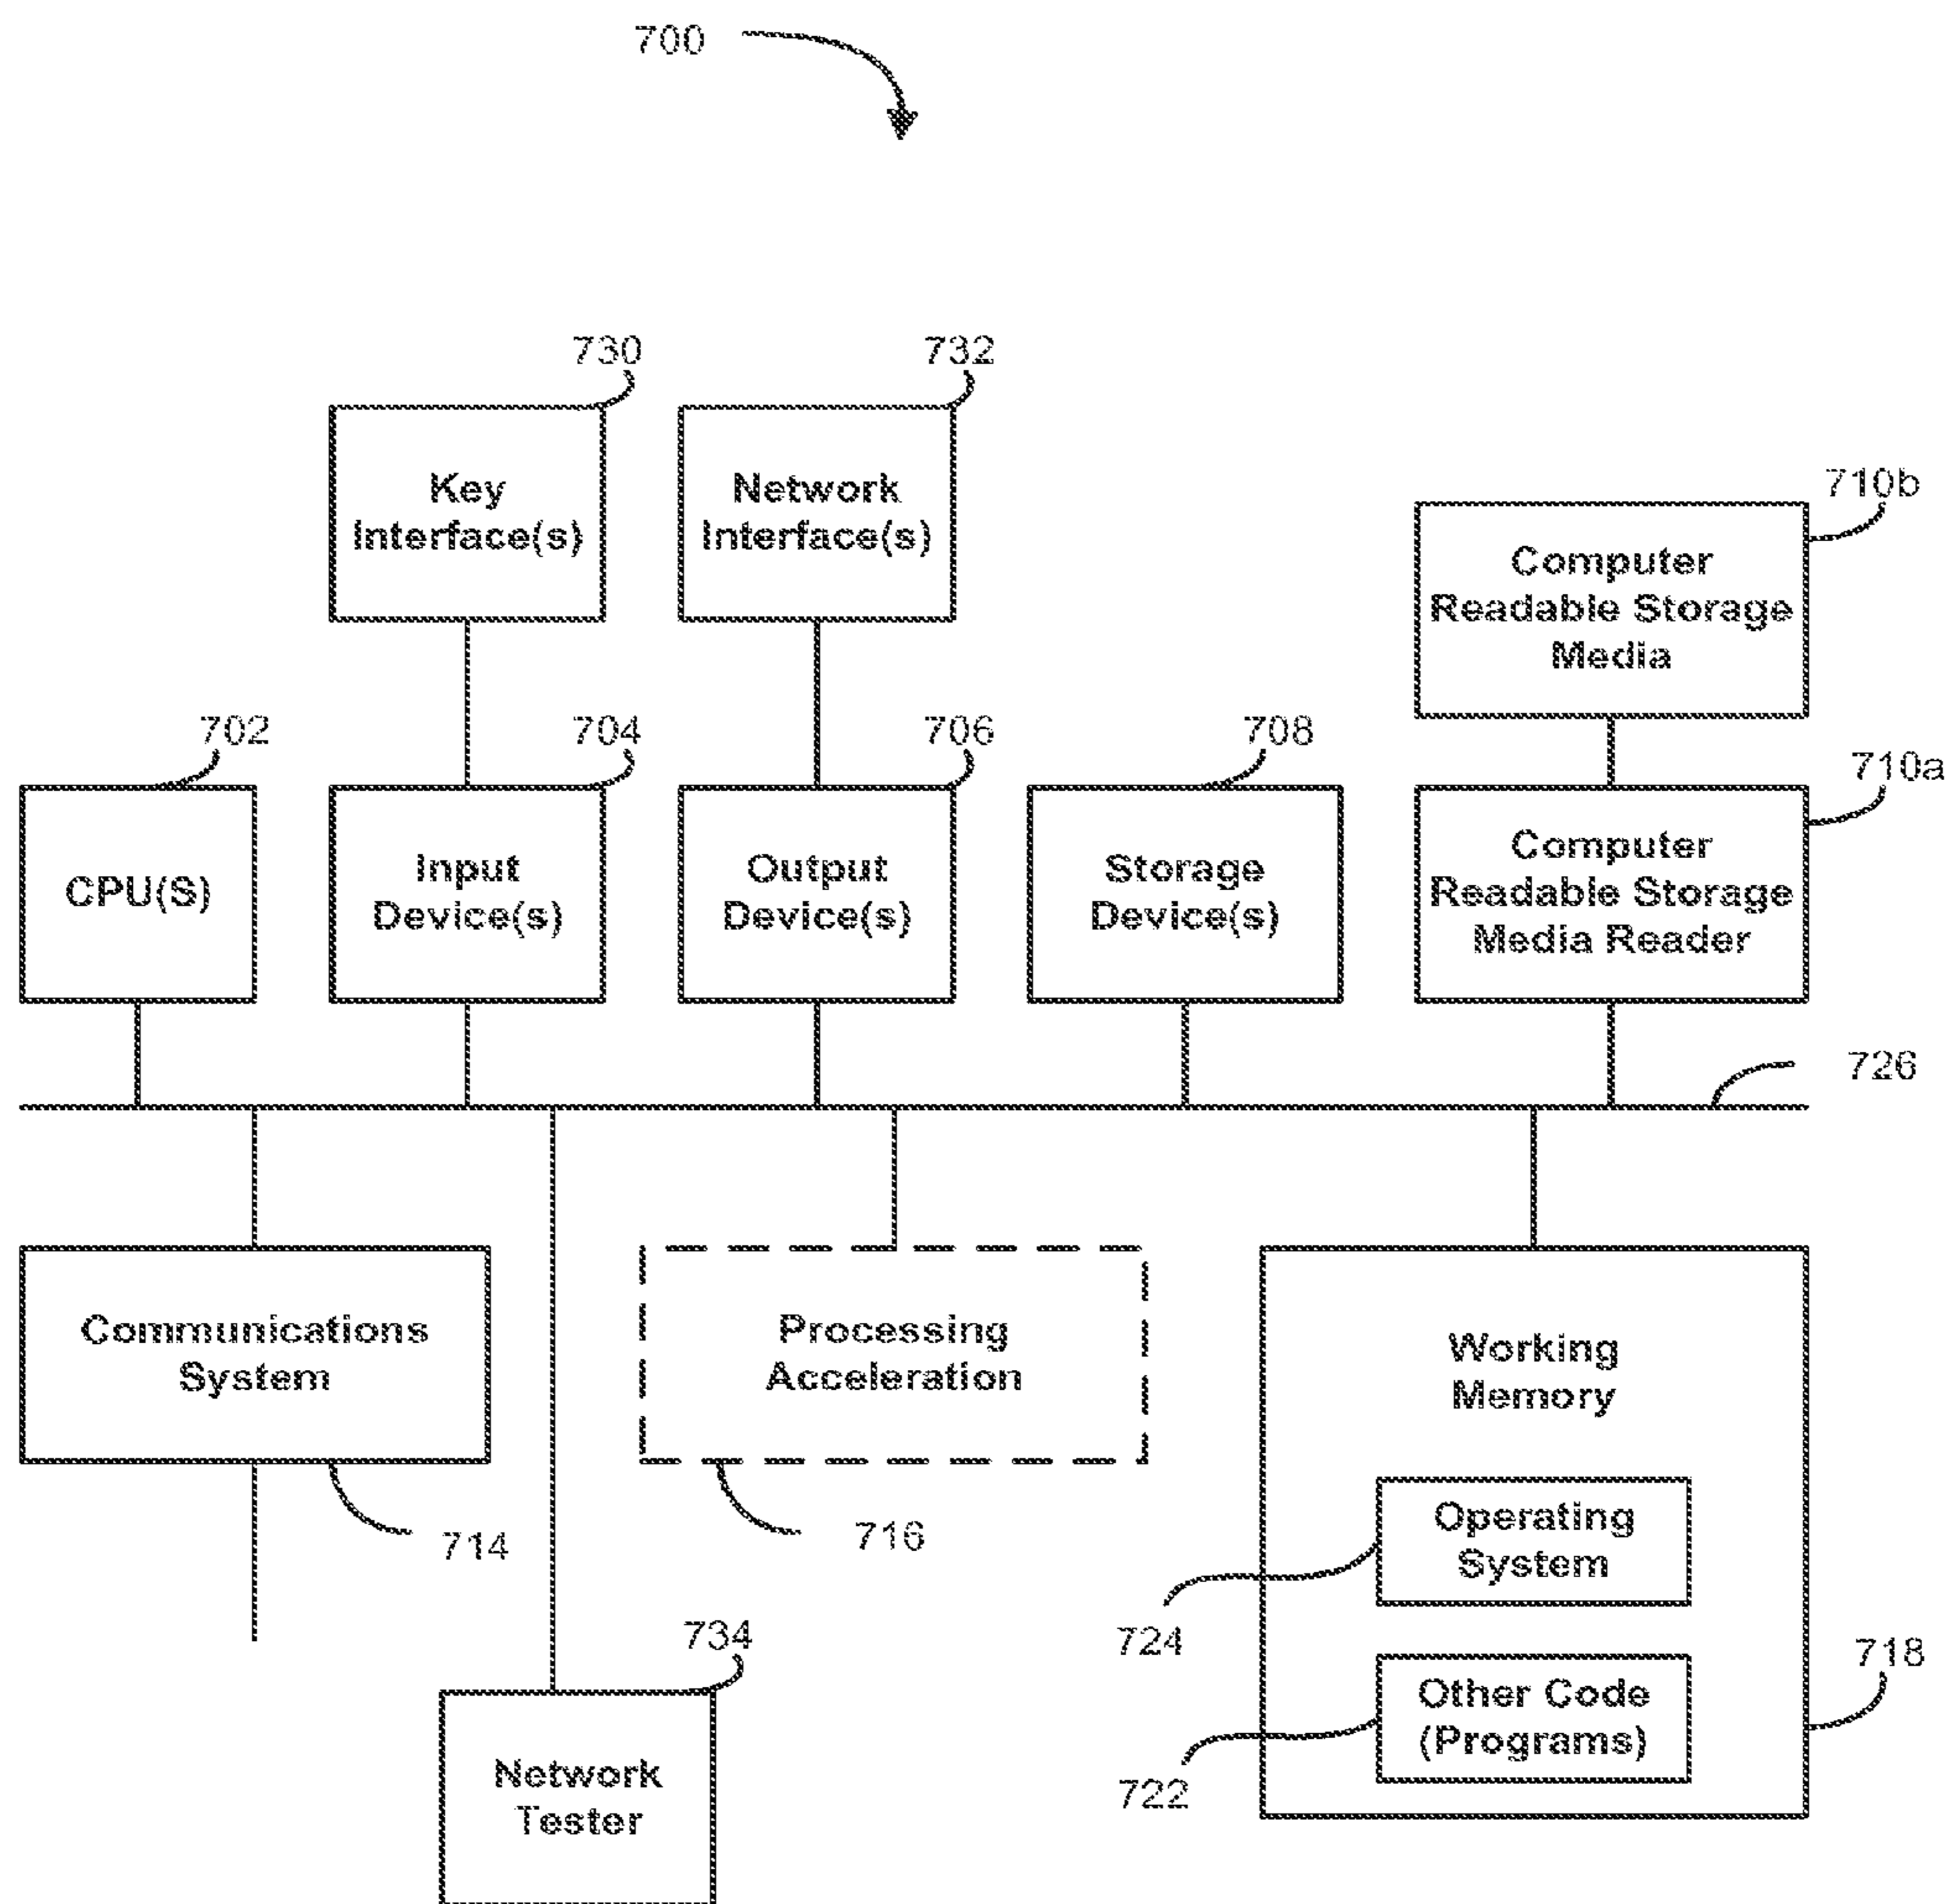 700
730
732
Key
Interface(s)
Network
Interface(s)
710b
Computer
Readable Storage
Media
702
704
706
708
710a
CPU(S)
Input
Device(s)
Output
Device(s)
Storage
Device(s)
Computer
Readable Storage
Media Reader
726
Communications
System
Processing
Acceleration
Working
Memory
714
716
Operating
System
724
734
718
Other Code
(Programs)
722
Network
Tester